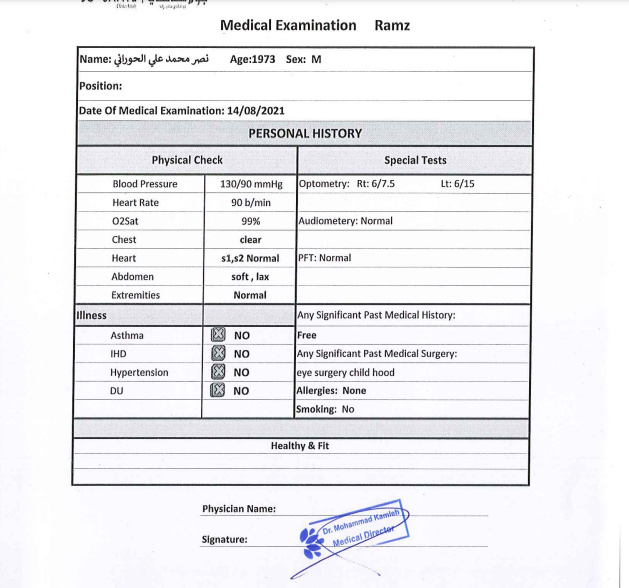 Medical Examination Ramz
Name: نصر محمد علي الحوراني Age:1973 Sex: M
Position:
Date Of Medical Examination: 14/08/2021
PERSONAL HISTORY
Physical Check Special Tests
Blood Pressure 130/90 mmHg Optometry: Rt: 6/7.5 Lt: 6/15
Heart Rate 90 b/min
O2Sat 99% Audiometery: Normal
Chest clear
Heart s1,s2 Normal PFT: Normal
Abdomen soft , lax
Extremities Normal
Illness Any Significant Past Medical History:
Asthma NO Free
IHD NO Any Significant Past Medical Surgery:
Hypertension NO eye surgery child hood
DU NO Allergies: None
Smoking: No
Healthy & Fit
Physician Name:
Dr. Mohammad Kamleh
Signature:
Medical Director